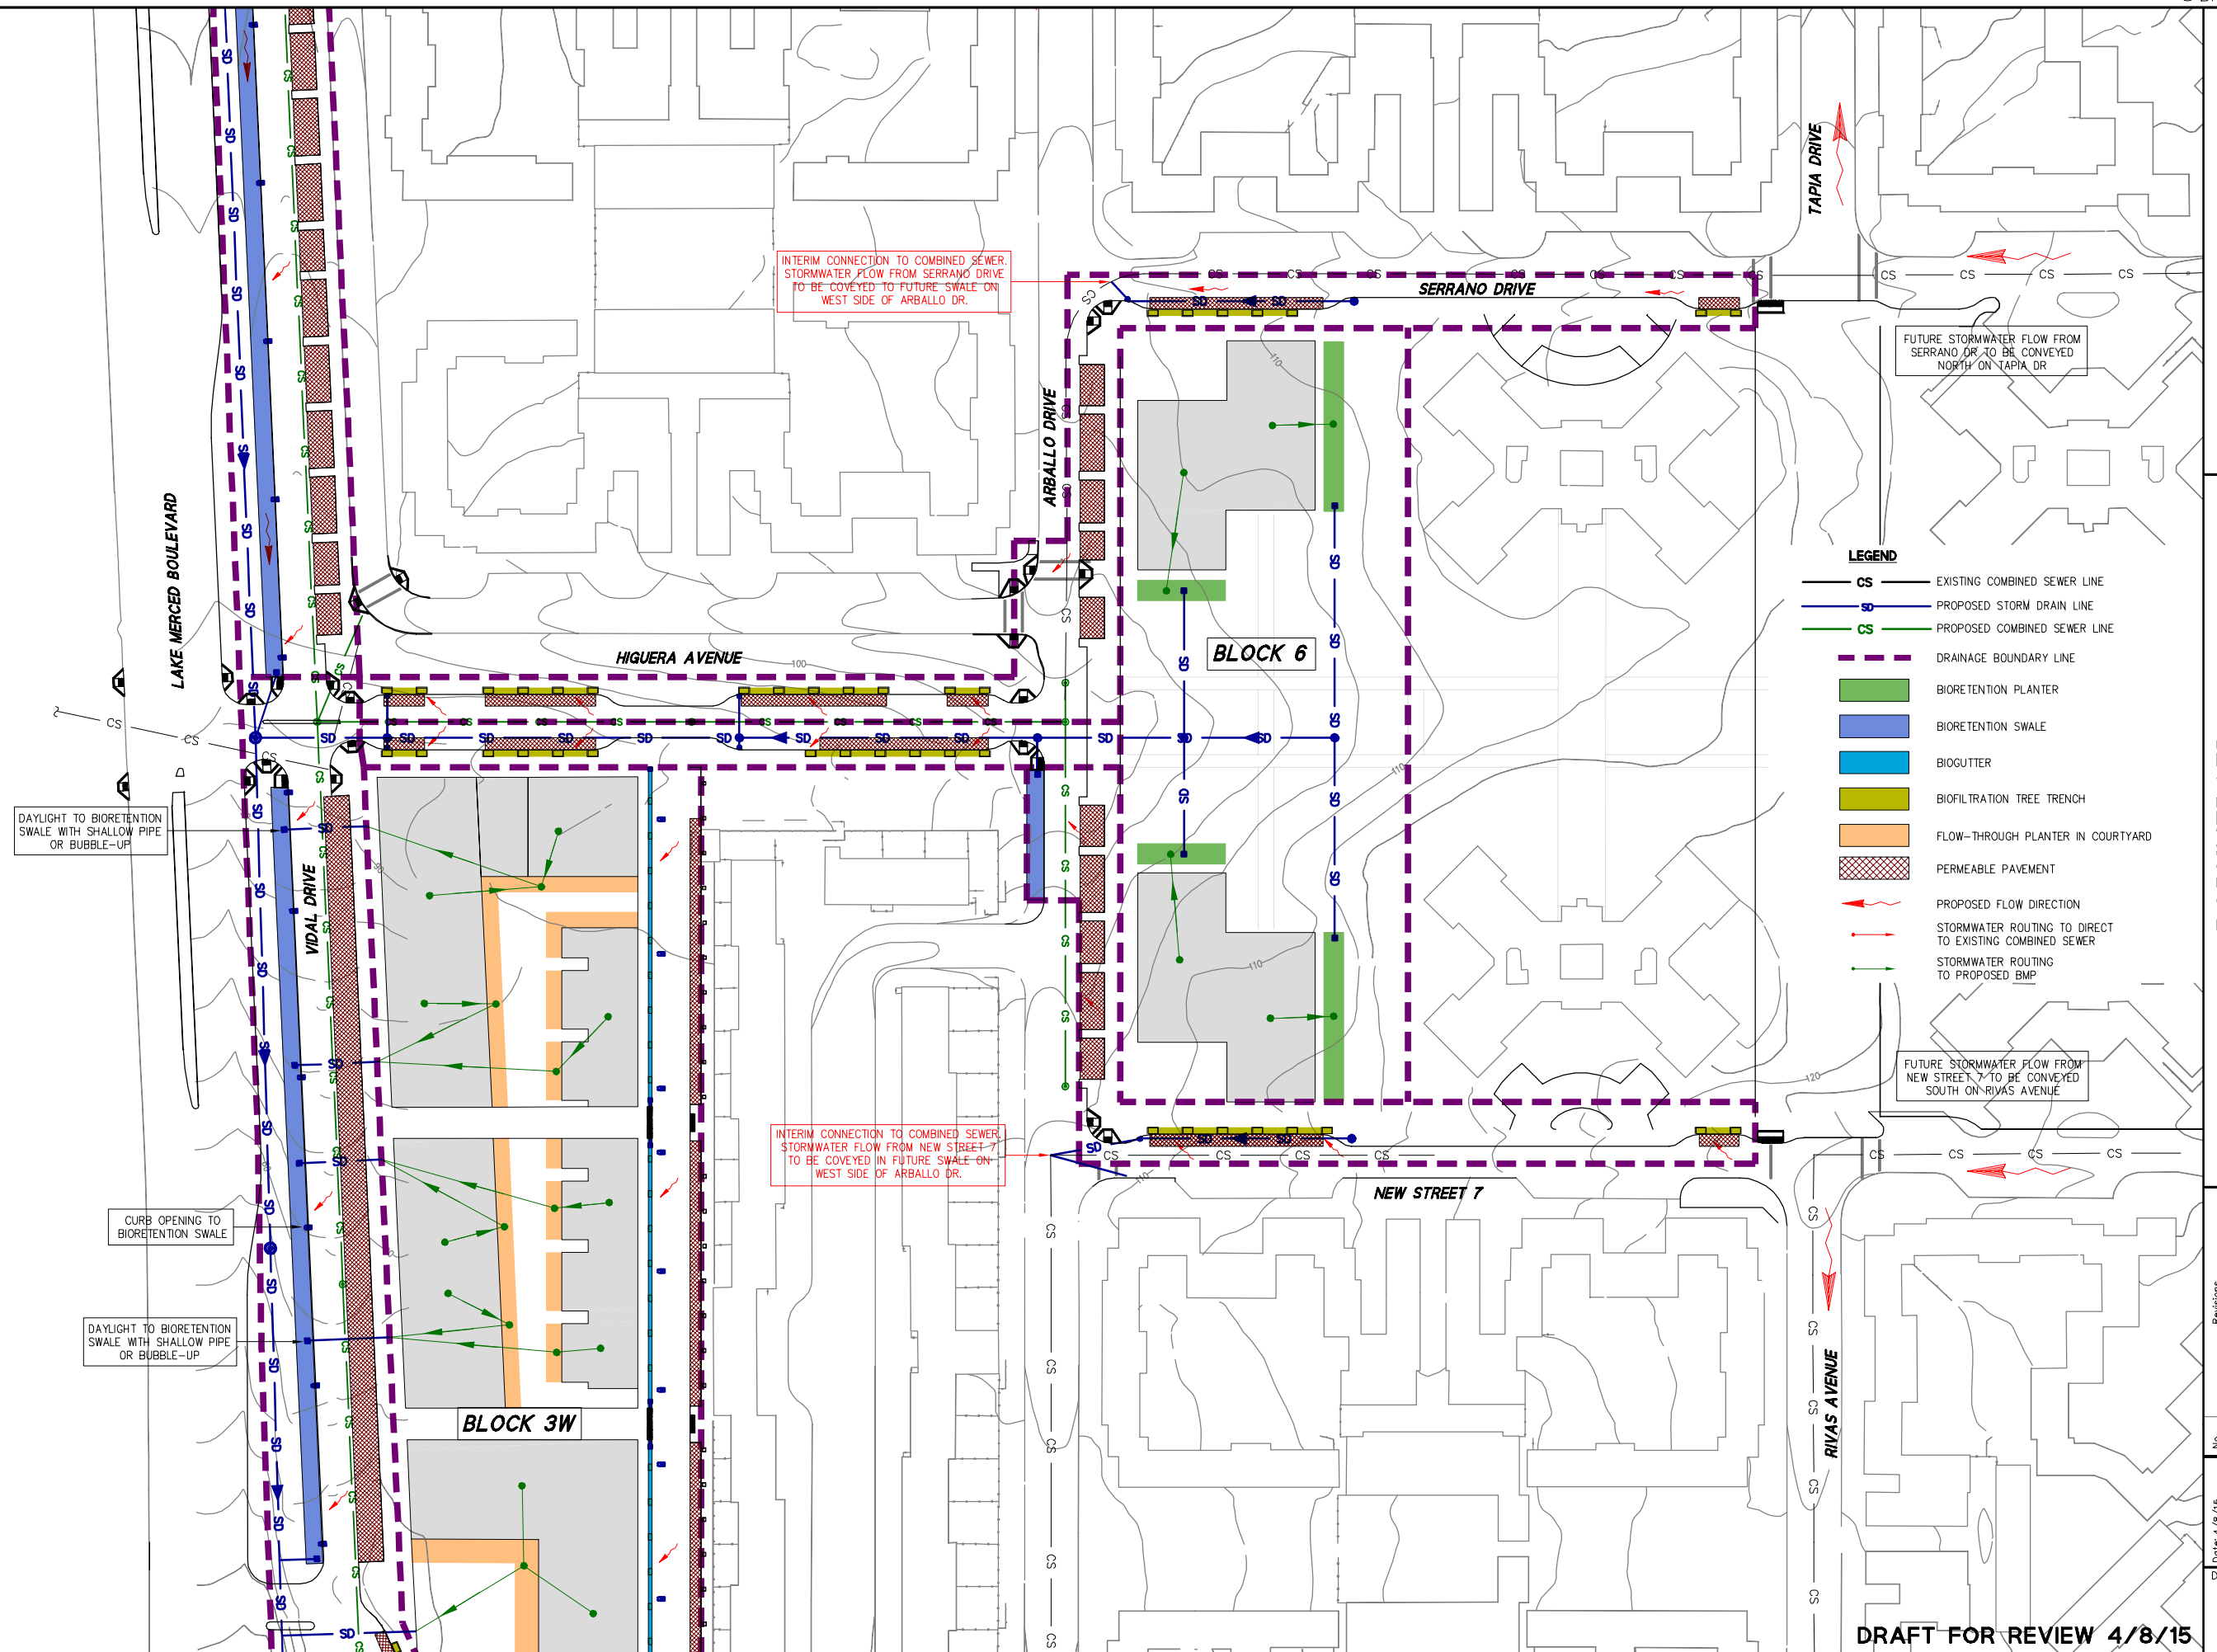 TAPIA DRIVE
INTERIM CONNECTION TO COMBINED SEWER.
STORMWATER FLOW FROM SERRANO DRIVE
TO BE COVEYED TO FUTURE SWALE ON
WEST SIDE OF ARBALLO DR.
SERRANO DRIVE
FUTURE STORMWATER FLOW FROM
SERRANO DR TO BE CONVEYED
NORTH ON TAPIA DR
ARBALLO DRIVE
LAKE MERCED BOULEVARD
HIGUERA AVENUE
100
110
BLOCK 6
LEGEND
CS EXISTING COMBINED SEWER LINE
SD PROPOSED STORM DRAIN LINE
CS PROPOSED COMBINED SEWER LINE
DRAINAGE BOUNDARY LINE
BIORETENTION PLANTER
BIORETENTION SWALE
BIOGUTTER
BIOFILTRATION TREE TRENCH
FLOW-THROUGH PLANTER IN COURTYARD
PERMEABLE PAVEMENT
PROPOSED FLOW DIRECTION
STORMWATER ROUTING TO DIRECT
TO EXISTING COMBINED SEWER
STORMWATER ROUTING
TO PROPOSED BMP
DAYLIGHT TO BIORETENTION
SWALE WITH SHALLOW PIPE
OR BUBBLE-UP
VIDAL DRIVE
110
110
120
FUTURE STORMWATER FLOW FROM
NEW STREET 7 TO BE CONVEYED
SOUTH ON RIVAS AVENUE
INTERIM CONNECTION TO COMBINED SEWER.
STORMWATER FLOW FROM NEW STREET 7
TO BE COVEYED IN FUTURE SWALE ON
WEST SIDE OF ARBALLO DR.
110
NEW STREET 7
CURB OPENING TO
BIORETENTION SWALE
DAYLIGHT TO BIORETENTION
SWALE WITH SHALLOW PIPE
OR BUBBLE-UP
RIVAS AVENUE
BLOCK 3W
Revisions
No.
DRAFT FOR REVIEW 4/8/15